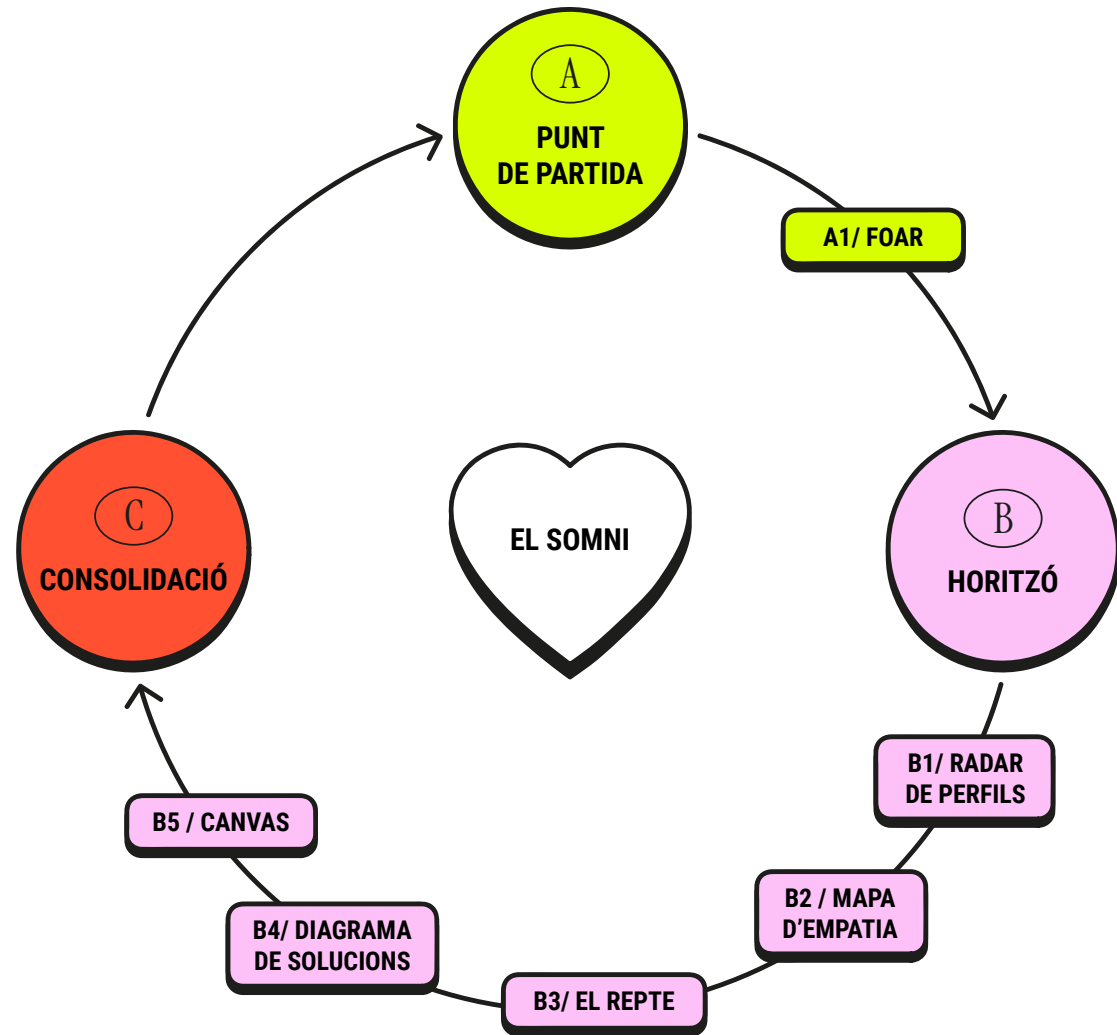 A
PUNT
DE PARTIDA
A1/ FOAR
B
HORITZÓ
B1/ RADAR
DE PERFILS
B2 / MAPA
D’EMPATIA
B3/ EL REPTE
B4/ DIAGRAMA
DE SOLUCIONS
B5 / CANVAS
C
CONSOLIDACIÓ
EL SOMNI